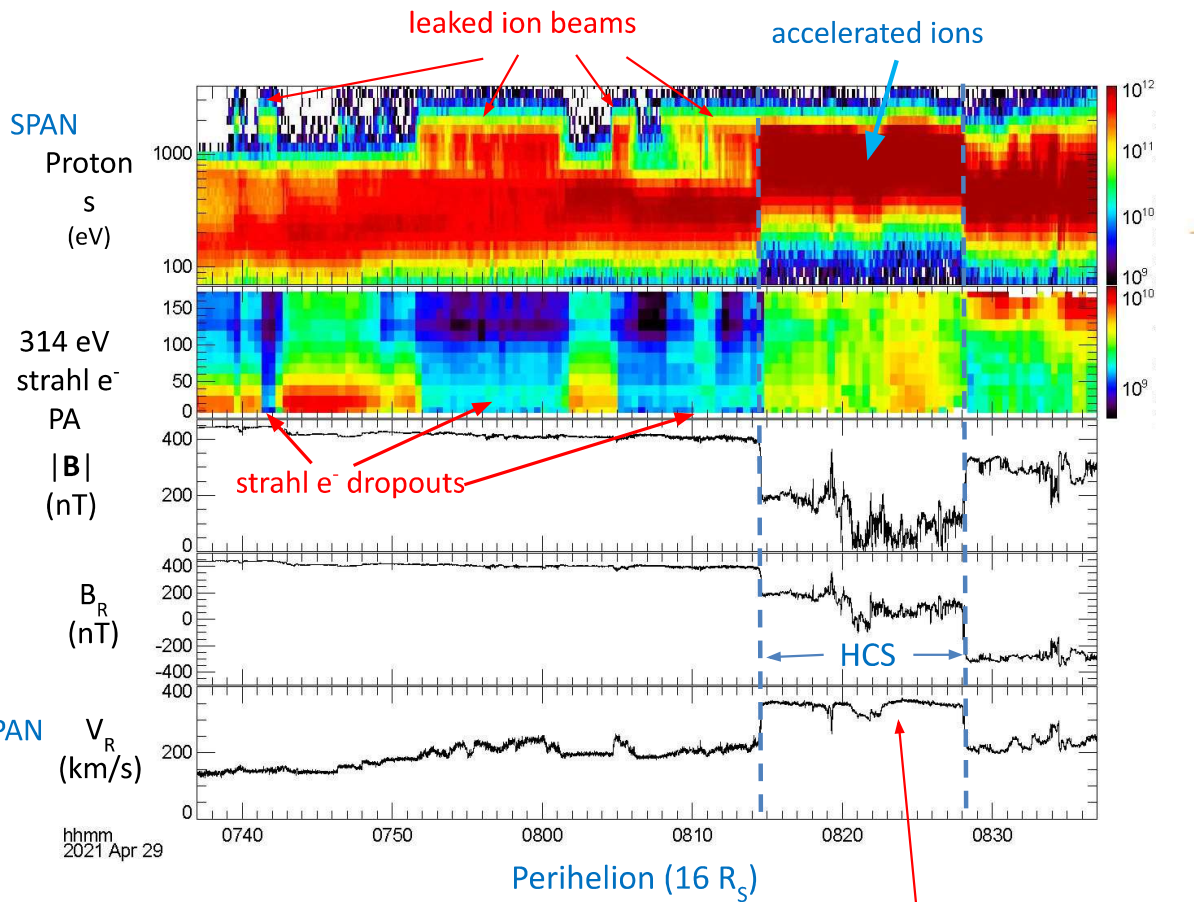 leaked ion beams
accelerated ions
SPAN
Proton
s
(eV)
1000
100
10^12
10^11
10^10
10^9
314 eV
strahl e-
PA
150
100
50
0
10^10
10^9
|B|
(nT)
400
200
0
strahl e- dropouts
B_R
(nT)
400
200
0
-200
-400
HCS
PAN
V_R
(km/s)
400
200
0
hhmm
2021 Apr 29
0740 0750 0800 0810 0820 0830
Perihelion (16 R_S)